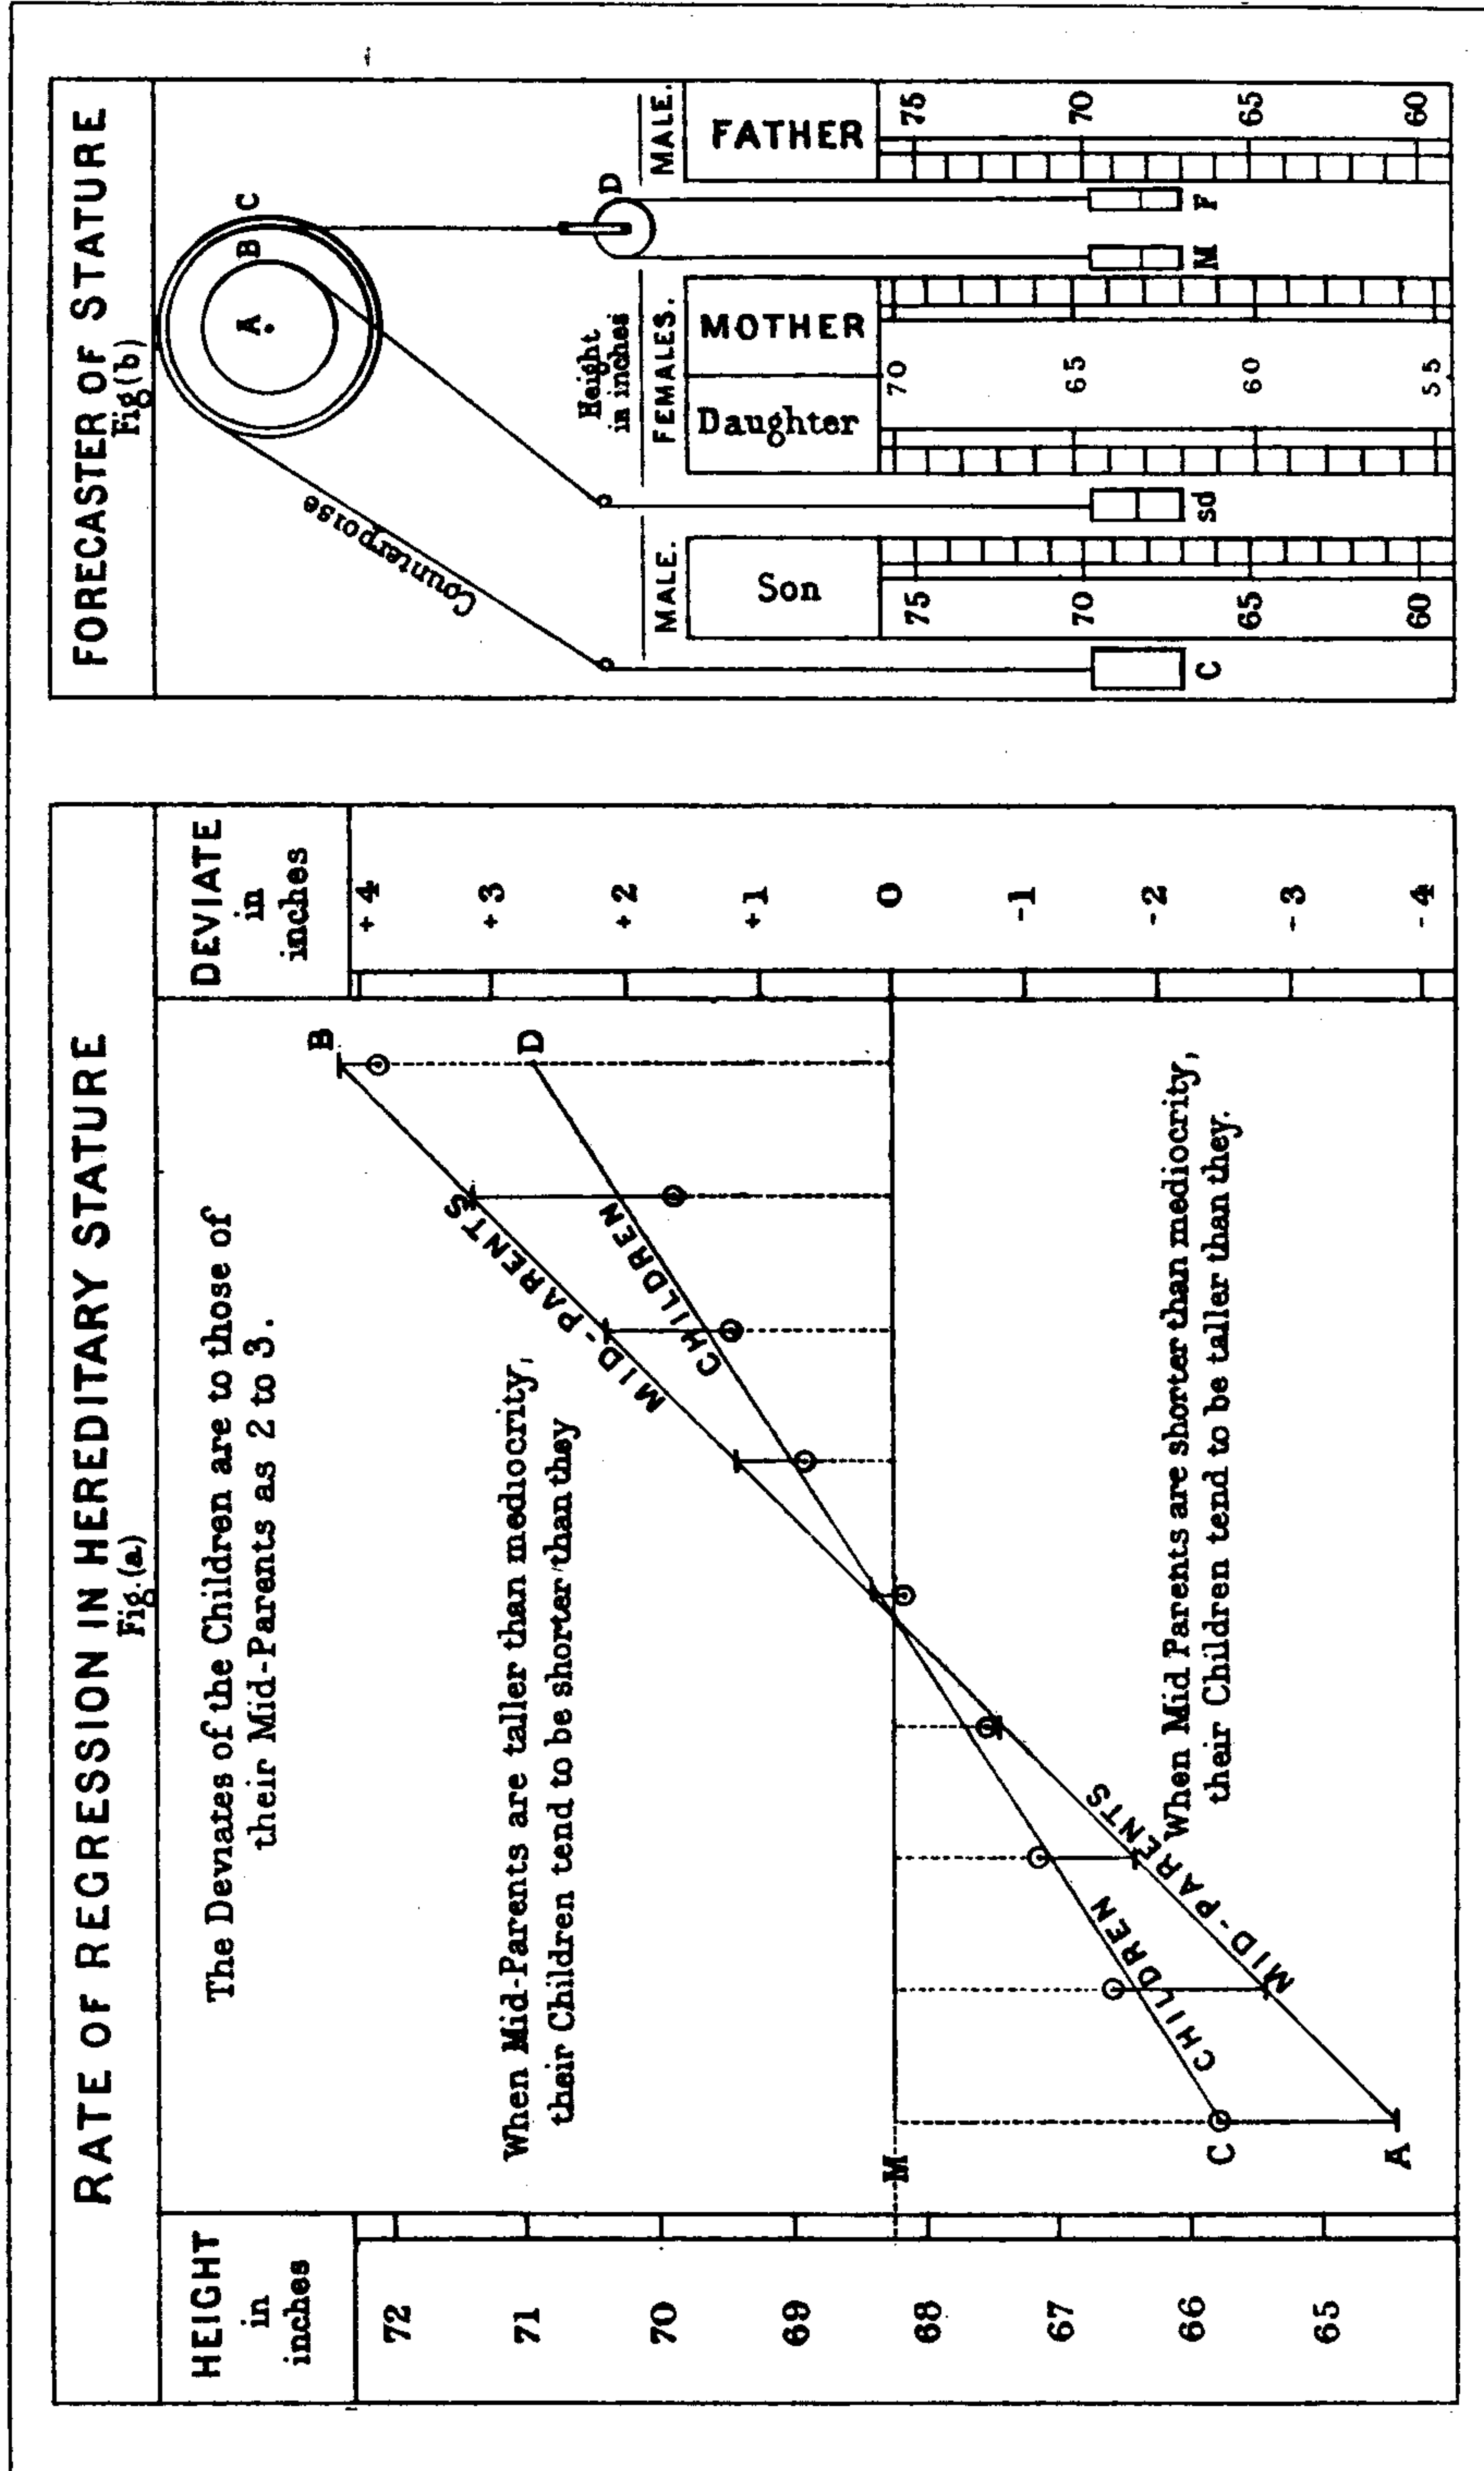 RATE OF REGRESSION IN HEREDITARY STATURE
Fig.(a)
HEIGHT
in
inches
DEVIATE
in
inches
The Deviates of the Children are to those of
their Mid-Parents as 2 to 3.
When Mid-Parents are taller than mediocrity,
their Children tend to be shorter than they
When Mid Parents are shorter than mediocrity,
their Children tend to be taller than they.
72
71
70
69
68
67
66
65
M
C
A
B
D
MID-PARENTS
CHILDREN
CHILDREN
MID-PARENTS
+4
+3
+2
+1
0
-1
-2
-3
-4
FORECASTER OF STATURE
Fig(b)
A
B
C
Counterpoise
D
Height
in inches
MALE.
FEMALES.
MALE.
Son
Daughter
MOTHER
FATHER
75
70
65
60
70
65
60
55
75
70
65
60
C
sd
M
F